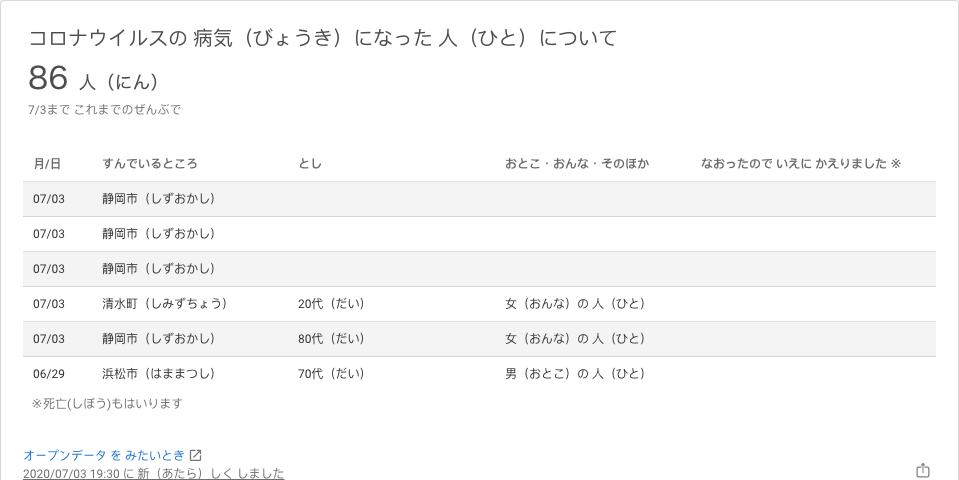 コロナウイルスの 病気（びょうき）になった 人（ひと）について
86 人（にん）
7/3まで これまでのぜんぶで
月/日 すんでいるところ とし おとこ・おんな・そのほか なおったので いえに かえりました ※
07/03 静岡市（しずおかし）
07/03 静岡市（しずおかし）
07/03 静岡市（しずおかし）
07/03 清水町（しみずちょう） 20代（だい） 女（おんな）の 人（ひと）
07/03 静岡市（しずおかし） 80代（だい） 女（おんな）の 人（ひと）
06/29 浜松市（はままつし） 70代（だい） 男（おとこ）の 人（ひと）
※死亡(しぼう)もはいります
オープンデータ を みたいとき
2020/07/03 19:30 に 新（あたら）しく しました